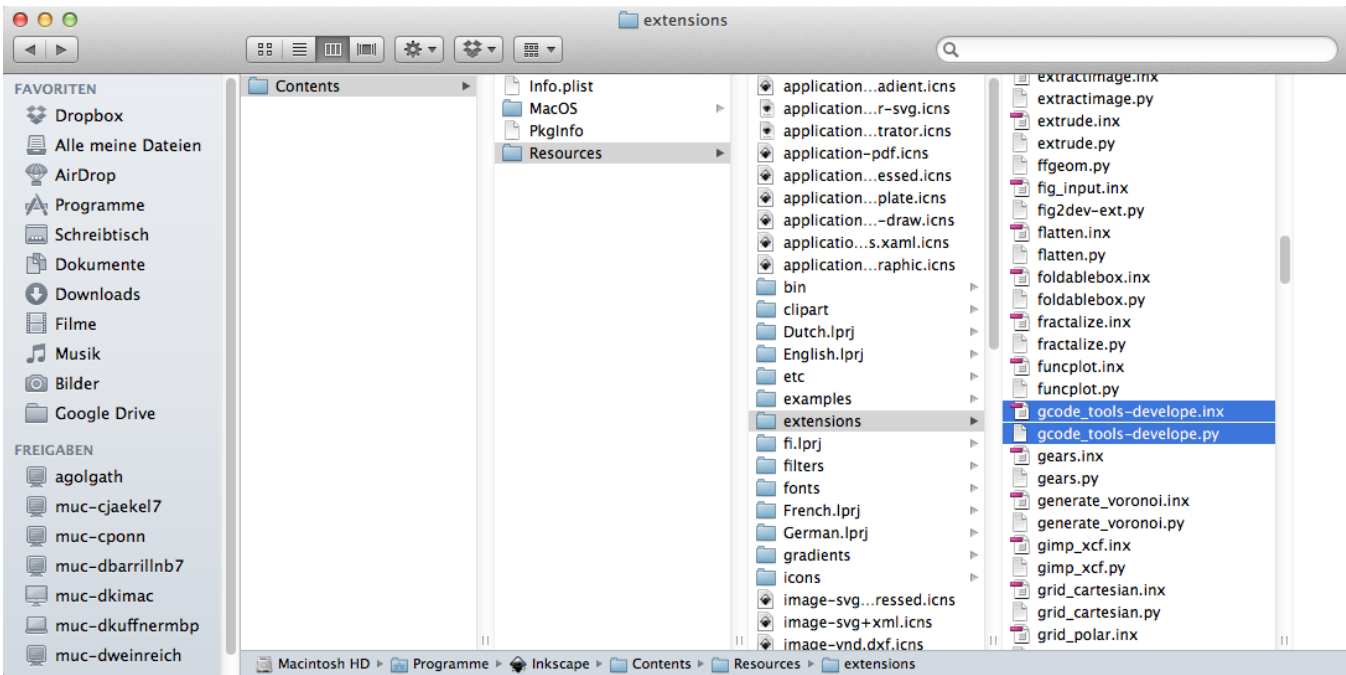 extensions
FAVORITEN
Dropbox
Alle meine Dateien
AirDrop
Programme
Schreibtisch
Dokumente
Downloads
Filme
Musik
Bilder
Google Drive
FREIGABEN
agolgath
muc-cjaekel7
muc-cponn
muc-dbarrillnb7
muc-dkimac
muc-dkuffnermbp
muc-dweinreich
Contents
Info.plist
MacOS
PkgInfo
Resources
application...adient.icns
application...r-svg.icns
application...trator.icns
application-pdf.icns
application...essed.icns
application...plate.icns
application...-draw.icns
applicatio...s.xaml.icns
application...raphic.icns
bin
clipart
Dutch.lprj
English.lprj
etc
examples
extensions
fi.lprj
filters
fonts
French.lprj
German.lprj
gradients
icons
image-svg...ressed.icns
image-svg+xml.icns
image-vnd.dxf.icns
extractimage.inx
extractimage.py
extrude.inx
extrude.py
ffgeom.py
fig_input.inx
fig2dev-ext.py
flatten.inx
flatten.py
foldablebox.inx
foldablebox.py
fractalize.inx
fractalize.py
funcplot.inx
funcplot.py
gcode_tools-develope.inx
gcode_tools-develope.py
gears.inx
gears.py
generate_voronoi.inx
generate_voronoi.py
gimp_xcf.inx
gimp_xcf.py
grid_cartesian.inx
grid_cartesian.py
grid_polar.inx
Macintosh HD ▸ Programme ▸ Inkscape ▸ Contents ▸ Resources ▸ extensions